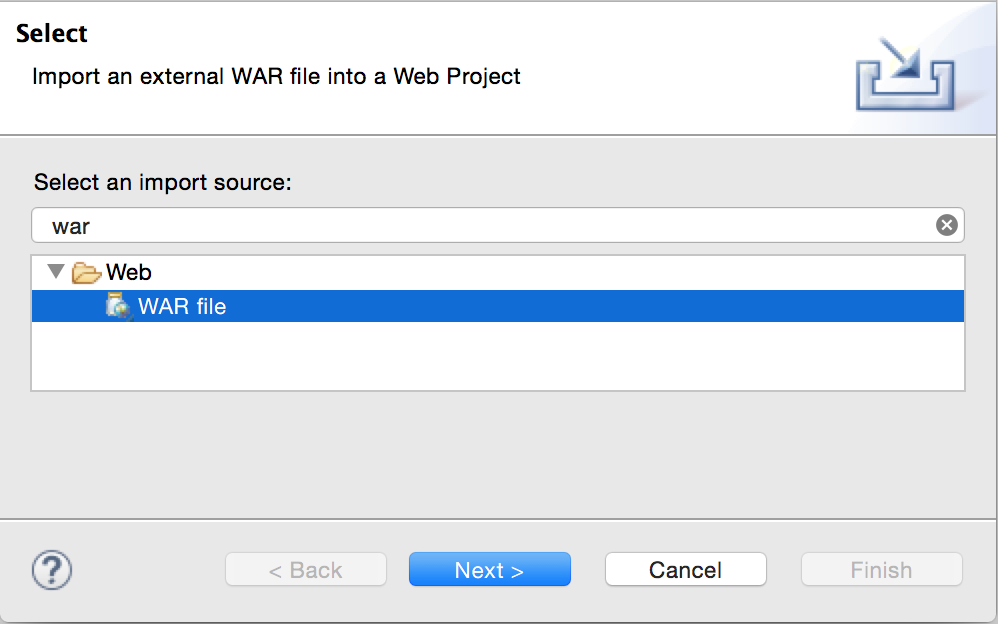 Select
Import an external WAR file into a Web Project
Select an import source:
war
Web
WAR file
?
< Back
Next >
Cancel
Finish